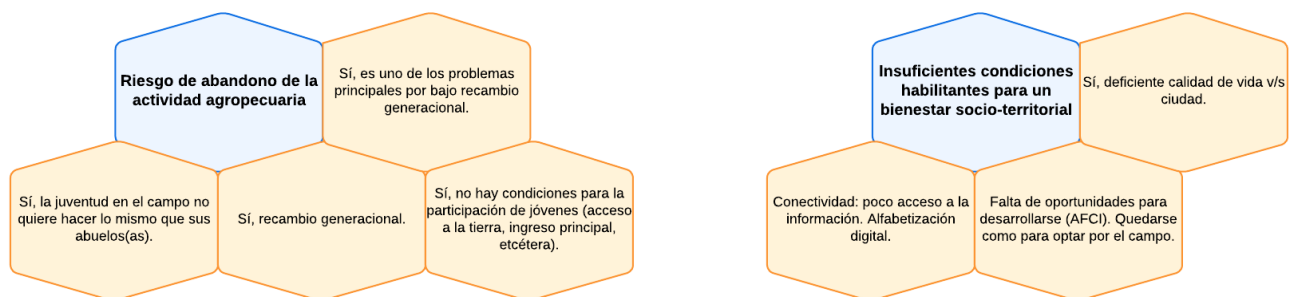 Riesgo de abandono de la
actividad agropecuaria
Sí, es uno de los problemas
principales por bajo recambio
generacional.
Sí, la juventud en el campo no
quiere hacer lo mismo que sus
abuelos(as).
Sí, recambio generacional.
Sí, no hay condiciones para la
participación de jóvenes (acceso
a la tierra, ingreso principal,
etcétera).
Insuficientes condiciones
habilitantes para un
bienestar socio-territorial
Sí, deficiente calidad de vida v/s
ciudad.
Conectividad: poco acceso a la
información. Alfabetización
digital.
Falta de oportunidades para
desarrollarse (AFCI). Quedarse
como para optar por el campo.